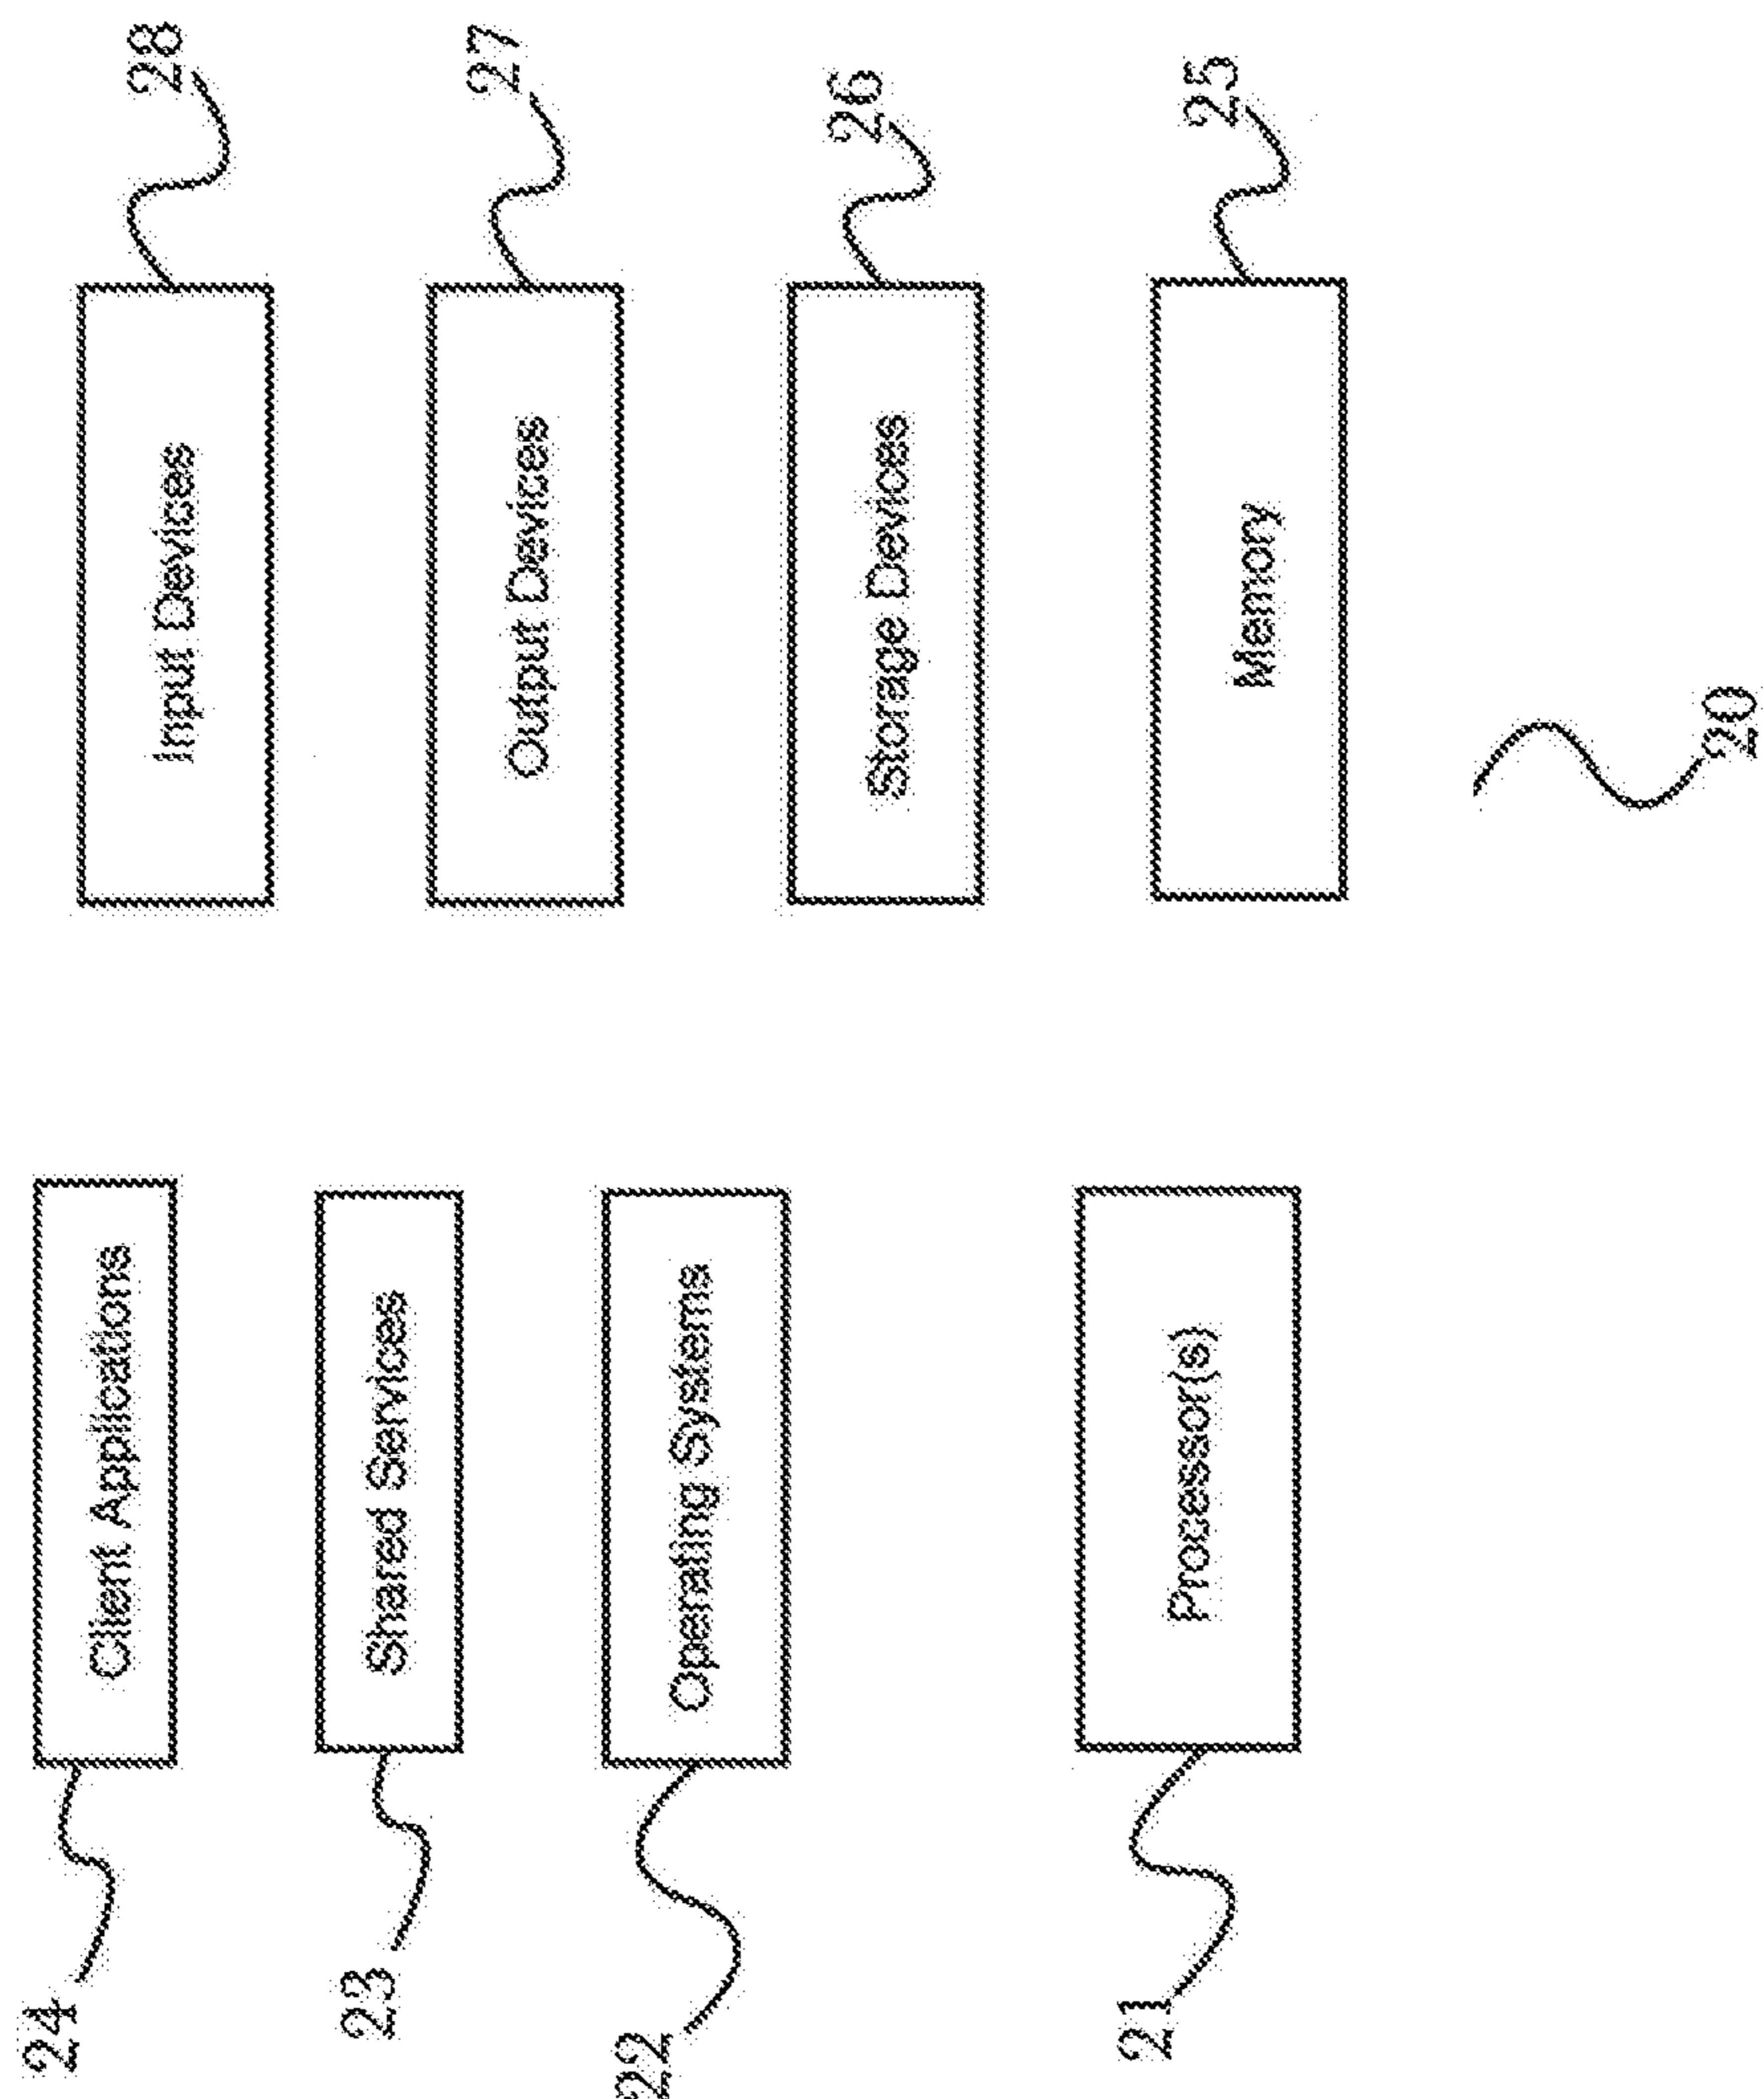 24
Client Applications
Input Devices
28
23
Shared Services
Output Devices
27
22
Operating Systems
Storage Devices
26
21
Processor(s)
Memory
25
20